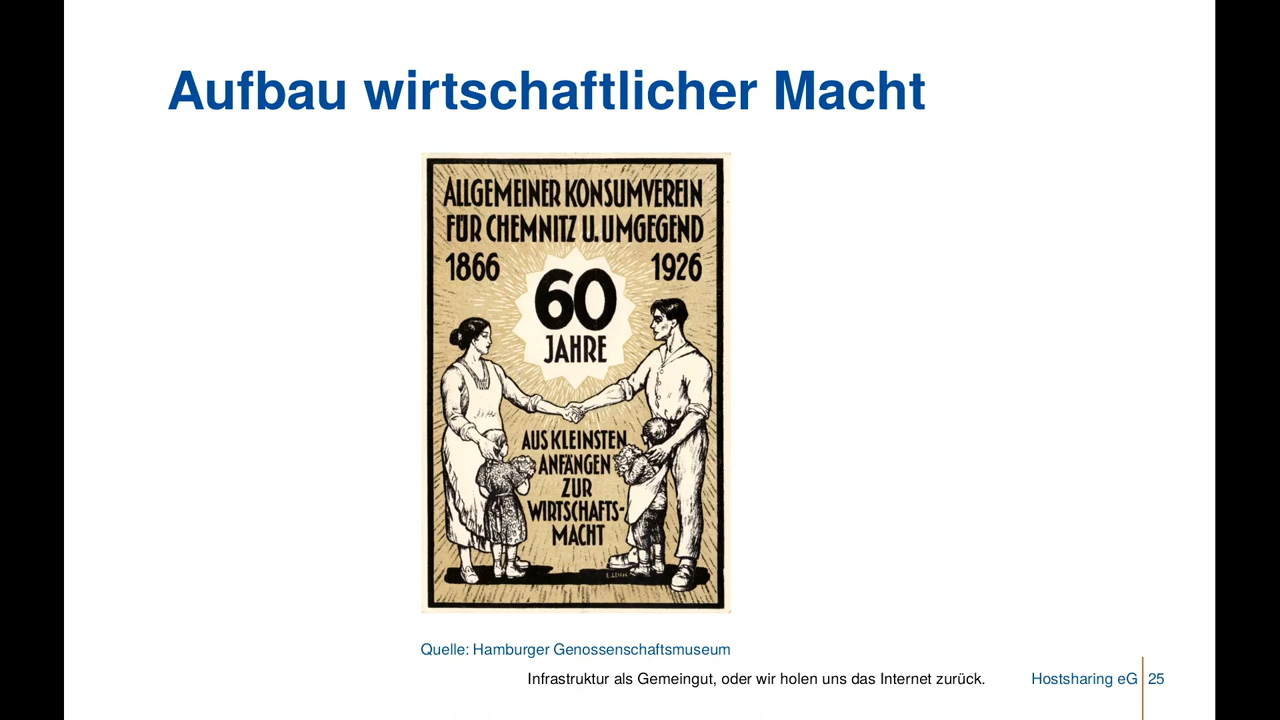 Aufbau wirtschaftlicher Macht
ALLGEMEINER KONSUMVEREIN
FÜR CHEMNITZ U. UMGEGEND
1866 1926
60
JAHRE
AUS KLEINSTEN
ANFÄNGEN
ZUR
WIRTSCHAFTS-
MACHT
Quelle: Hamburger Genossenschaftsmuseum
Infrastruktur als Gemeingut, oder wir holen uns das Internet zurück. Hostsharing eG 25